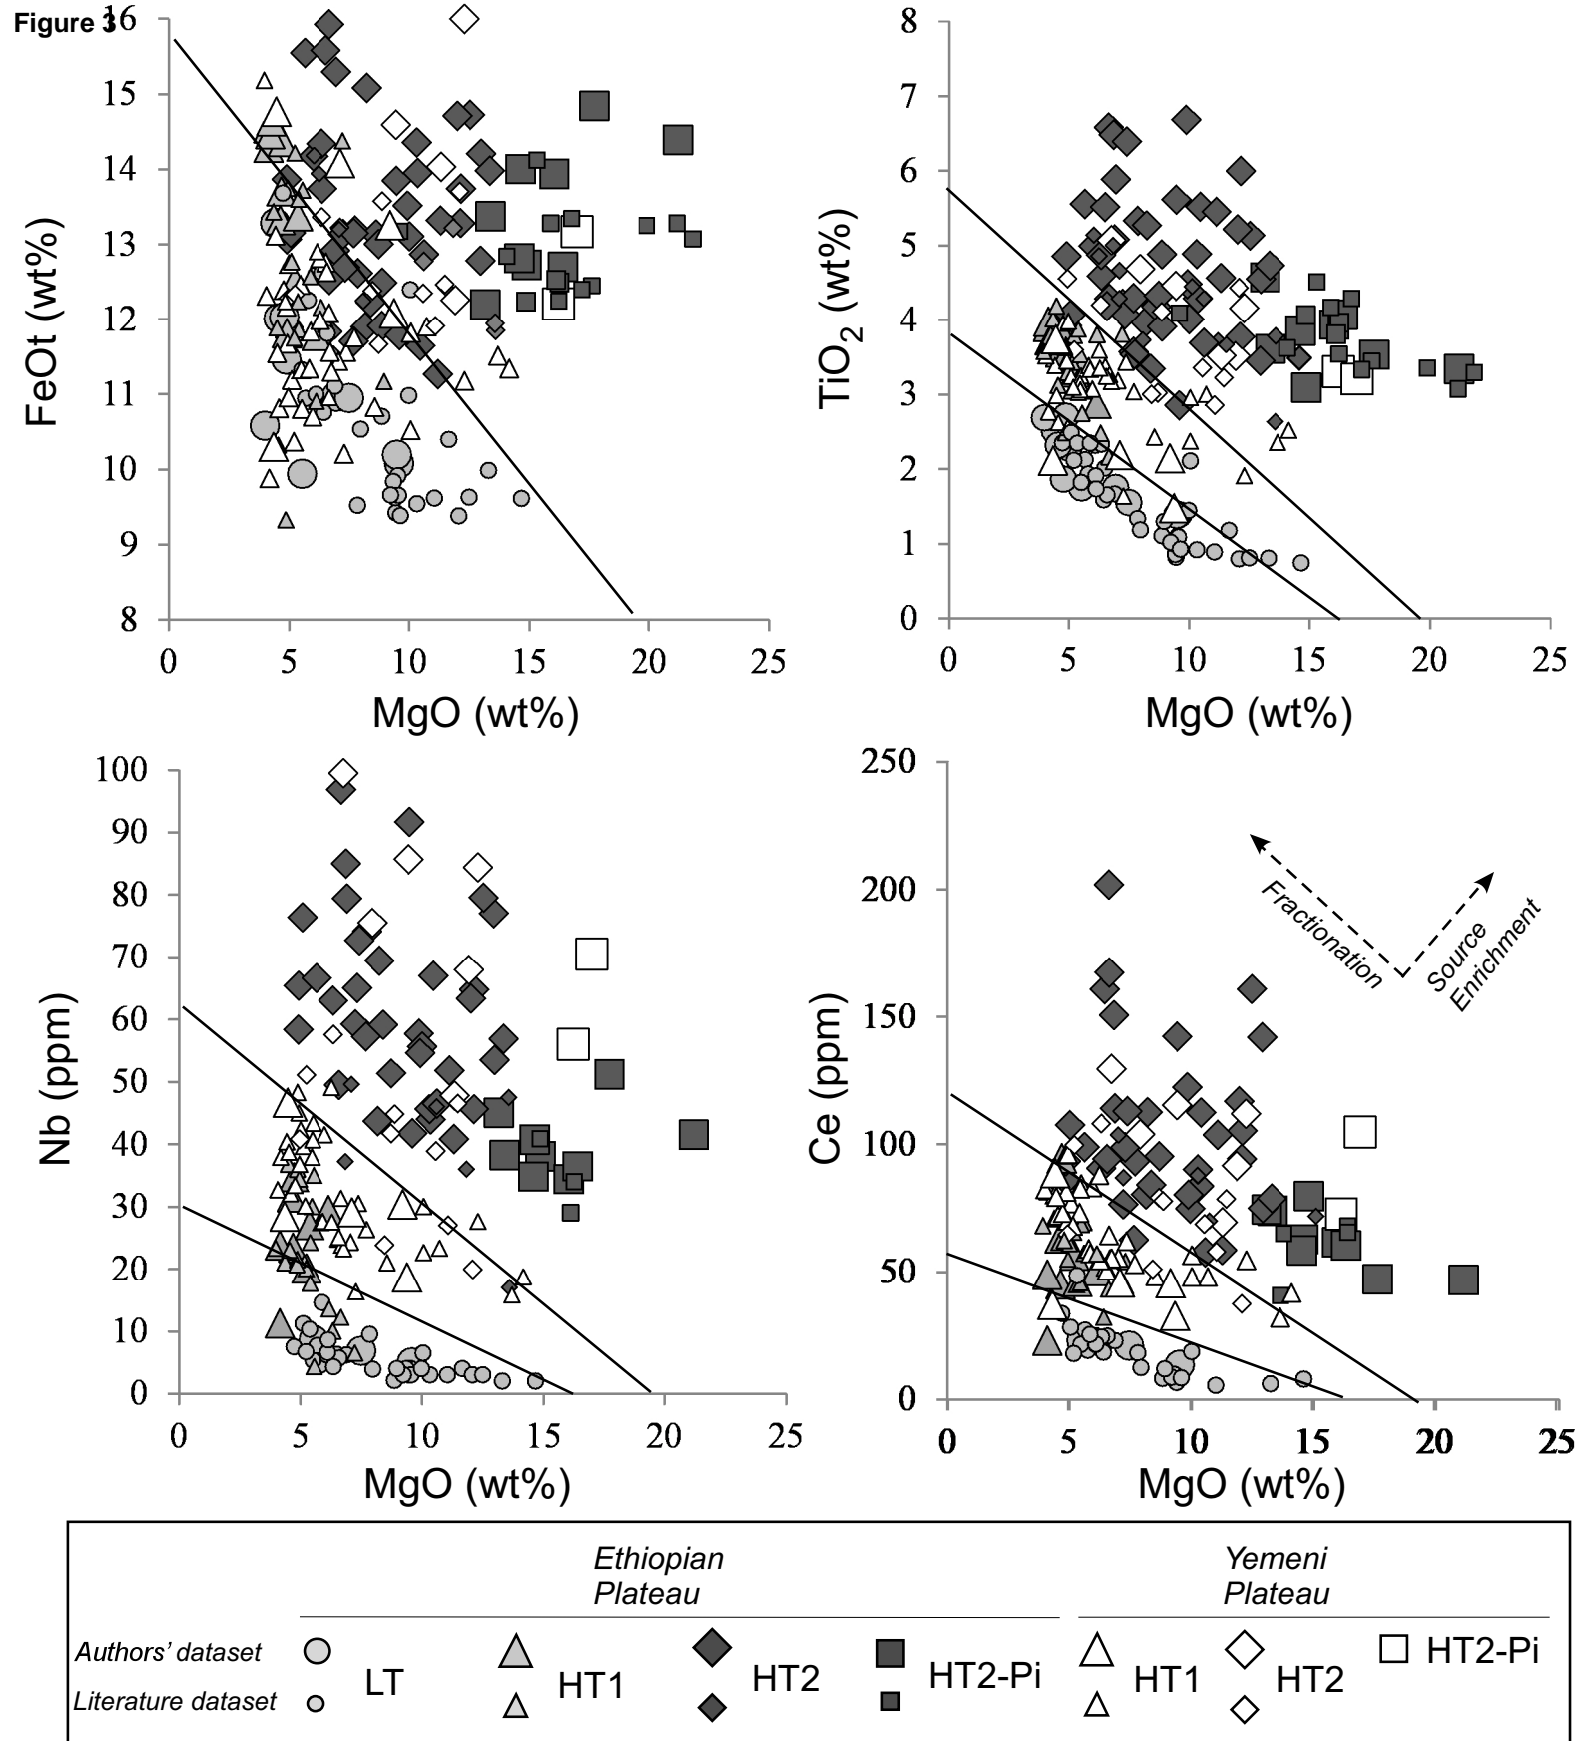 Figure 3
16
15
14
13
12
11
10
9
8
FeOt (wt%)
0 5 10 15 20 25
MgO (wt%)
8
7
6
5
4
3
2
1
0
TiO2 (wt%)
0 5 10 15 20 25
MgO (wt%)
100
90
80
70
60
50
40
30
20
10
0
Nb (ppm)
0 5 10 15 20 25
MgO (wt%)
250
200
150
100
50
0
Ce (ppm)
Fractionation
Source
Enrichment
0 5 10 15 20 25
MgO (wt%)
Ethiopian
Plateau
Yemeni
Plateau
Authors' dataset
Literature dataset
LT HT1 HT2 HT2-Pi HT1 HT2 HT2-Pi